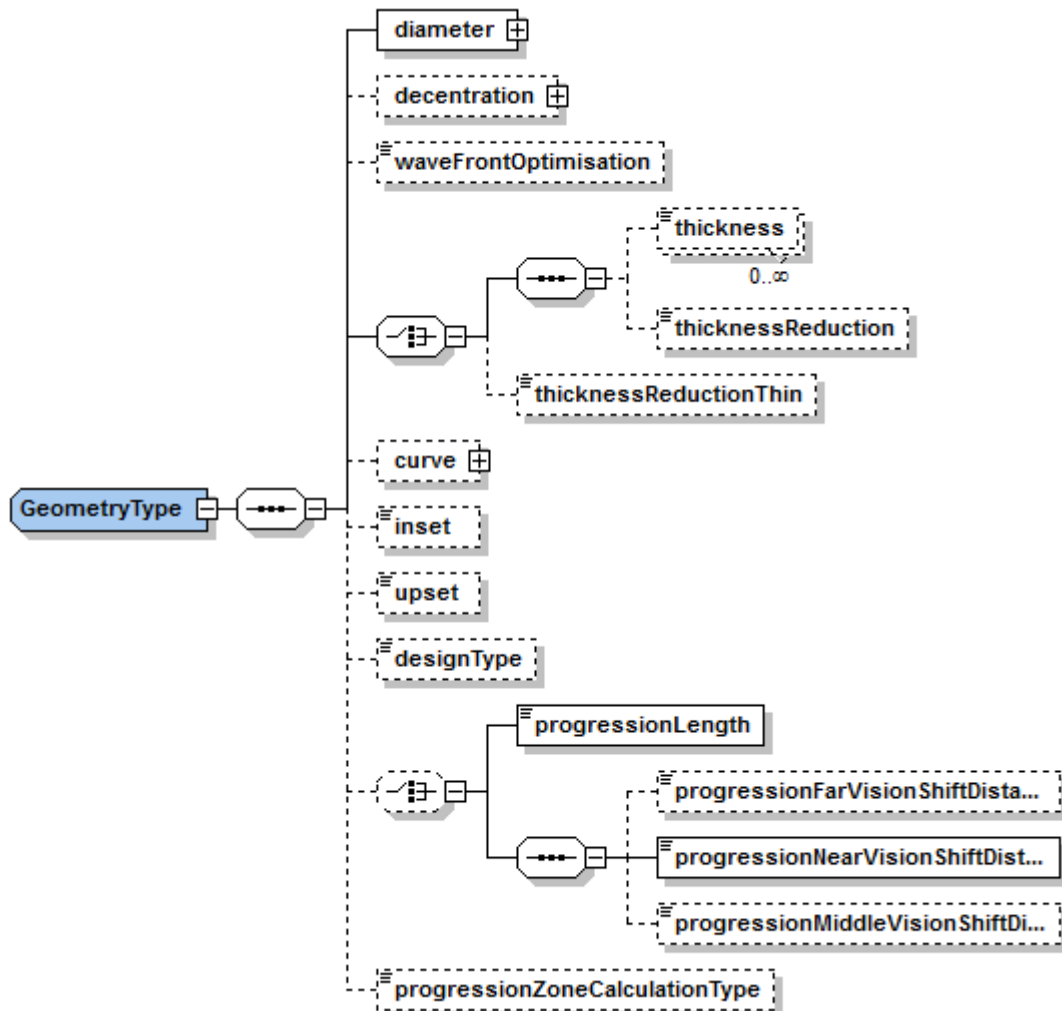 diameter
decentration
waveFrontOptimisation
thickness
0..∞
thicknessReduction
thicknessReductionThin
curve
GeometryType
inset
upset
designType
progressionLength
progressionFarVisionShiftDista...
progressionNearVisionShiftDist...
progressionMiddleVisionShiftDi...
progressionZoneCalculationType